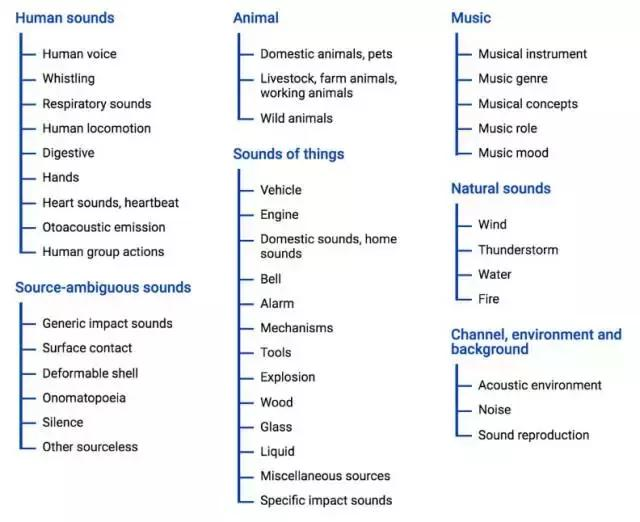 Human sounds
Human voice
Whistling
Respiratory sounds
Human locomotion
Digestive
Hands
Heart sounds, heartbeat
Otoacoustic emission
Human group actions
Source-ambiguous sounds
Generic impact sounds
Surface contact
Deformable shell
Onomatopoeia
Silence
Other sourceless
Animal
Domestic animals, pets
Livestock, farm animals,
working animals
Wild animals
Sounds of things
Vehicle
Engine
Domestic sounds, home
sounds
Bell
Alarm
Mechanisms
Tools
Explosion
Wood
Glass
Liquid
Miscellaneous sources
Specific impact sounds
Music
Musical instrument
Music genre
Musical concepts
Music role
Music mood
Natural sounds
Wind
Thunderstorm
Water
Fire
Channel, environment and
background
Acoustic environment
Noise
Sound reproduction